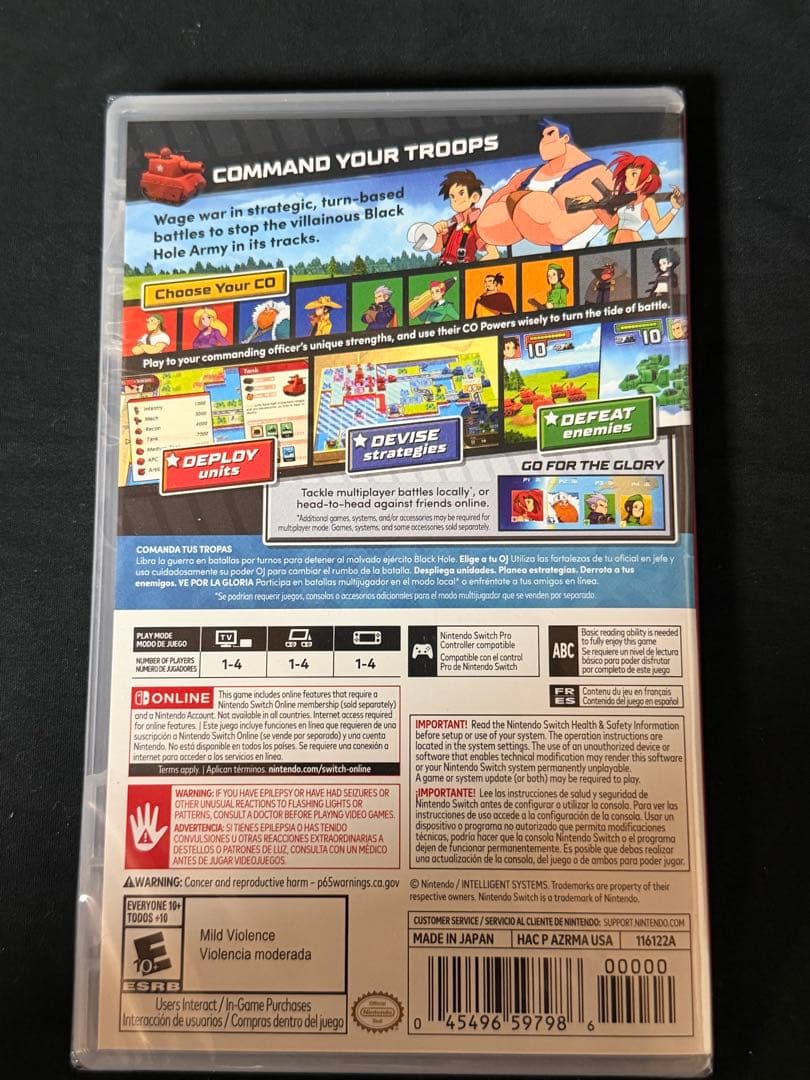 COMMAND YOUR TROOPS
Wage war in strategic, turn-based
battles to stop the villainous Black
Hole Army in its tracks.
Choose Your CO
Play to your commanding officer's unique strengths, and use their CO Powers wisely to turn the tide of battle.
Infantry 1000
Mech 3000
Recon 4000
Tank 7000
APC
Tank
10
10
DEPLOY
units
DEVISE
strategies
DEFEAT
enemies
GO FOR THE GLORY
P1
P2
P3
P4
Tackle multiplayer battles locally*, or
head-to-head against friends online.
*Additional games, systems, and/or accessories may be required for
multiplayer mode. Games, systems, and some accessories sold separately.
COMANDA TUS TROPAS
Libra la guerra en batallas por turnos para detener al malvado ejército Black Hole. Elige a tu OJ Utiliza las fortalezas de tu oficial en jefe y
usa cuidadosamente su poder OJ para cambiar el rumbo de la batalla. Despliega unidades. Planea estrategias. Derrota a tus
enemigos. VE POR LA GLORIA Participa en batallas multijugador en el modo local* o enfréntate a tus amigos en línea.
*Se podrían requerir juegos, consolas o accesorios adicionales para el modo multijugador que se venden por separado.
PLAY MODE
MODO DE JUEGO
TV
NUMBER OF PLAYERS
NÚMERO DE JUGADORES
1-4
1-4
1-4
Nintendo Switch Pro
Controller compatible
Compatible con el control
Pro de Nintendo Switch
ABC
Basic reading ability is needed
to fully enjoy this game
Se requiere un nivel de lectura
básico para poder disfrutar
por completo de este juego
FR
ES
Contenu du jeu en français
Contenido del juego en español
ONLINE
This game includes online features that require a
Nintendo Switch Online membership (sold separately)
and a Nintendo Account. Not available in all countries. Internet access required
for online features. | Este juego incluye funciones en línea que requieren de una
suscripción a Nintendo Switch Online (se vende por separado) y una cuenta
Nintendo. No está disponible en todos los países. Se requiere una conexión a
internet para acceder a los servicios en línea.
Terms apply. | Aplican términos. nintendo.com/switch-online
WARNING: IF YOU HAVE EPILEPSY OR HAVE HAD SEIZURES OR
OTHER UNUSUAL REACTIONS TO FLASHING LIGHTS OR
PATTERNS, CONSULT A DOCTOR BEFORE PLAYING VIDEO GAMES.
ADVERTENCIA: SI TIENES EPILEPSIA O HAS TENIDO
CONVULSIONES U OTRAS REACCIONES EXTRAORDINARIAS A
DESTELLOS O PATRONES DE LUZ, CONSULTA CON UN MÉDICO
ANTES DE JUGAR VIDEOJUEGOS.
IMPORTANT! Read the Nintendo Switch Health & Safety Information
before setup or use of your system. The operation instructions are
located in the system settings. The use of an unauthorized device or
software that enables technical modification may render this software
or your Nintendo Switch system permanently unplayable.
A game or system update (or both) may be required to play.
¡IMPORTANTE! Lee las instrucciones de salud y seguridad de
Nintendo Switch antes de configurar o utilizar la consola. Para ver las
instrucciones de uso accede a la configuración de la consola. Usar un
dispositivo o programa no autorizado que permita modificaciones
técnicas, podría hacer que la consola Nintendo Switch o el programa
dejen de funcionar permanentemente. Es posible que debas realizar
una actualización de la consola, del juego o de ambos para poder jugar.
WARNING: Cancer and reproductive harm – p65warnings.ca.gov
© Nintendo / INTELLIGENT SYSTEMS. Trademarks are property of their
respective owners. Nintendo Switch is a trademark of Nintendo.
EVERYONE 10+
TODOS +10
E
10+
ESRB
Mild Violence
Violencia moderada
Users Interact / In-Game Purchases
Interacción de usuarios / Compras dentro del juego
Official
Nintendo
Seal
CUSTOMER SERVICE / SERVICIO AL CLIENTE DE NINTENDO: SUPPORT.NINTENDO.COM
MADE IN JAPAN
HAC P AZRMA USA
116122A
00000
0 45496 59798 6